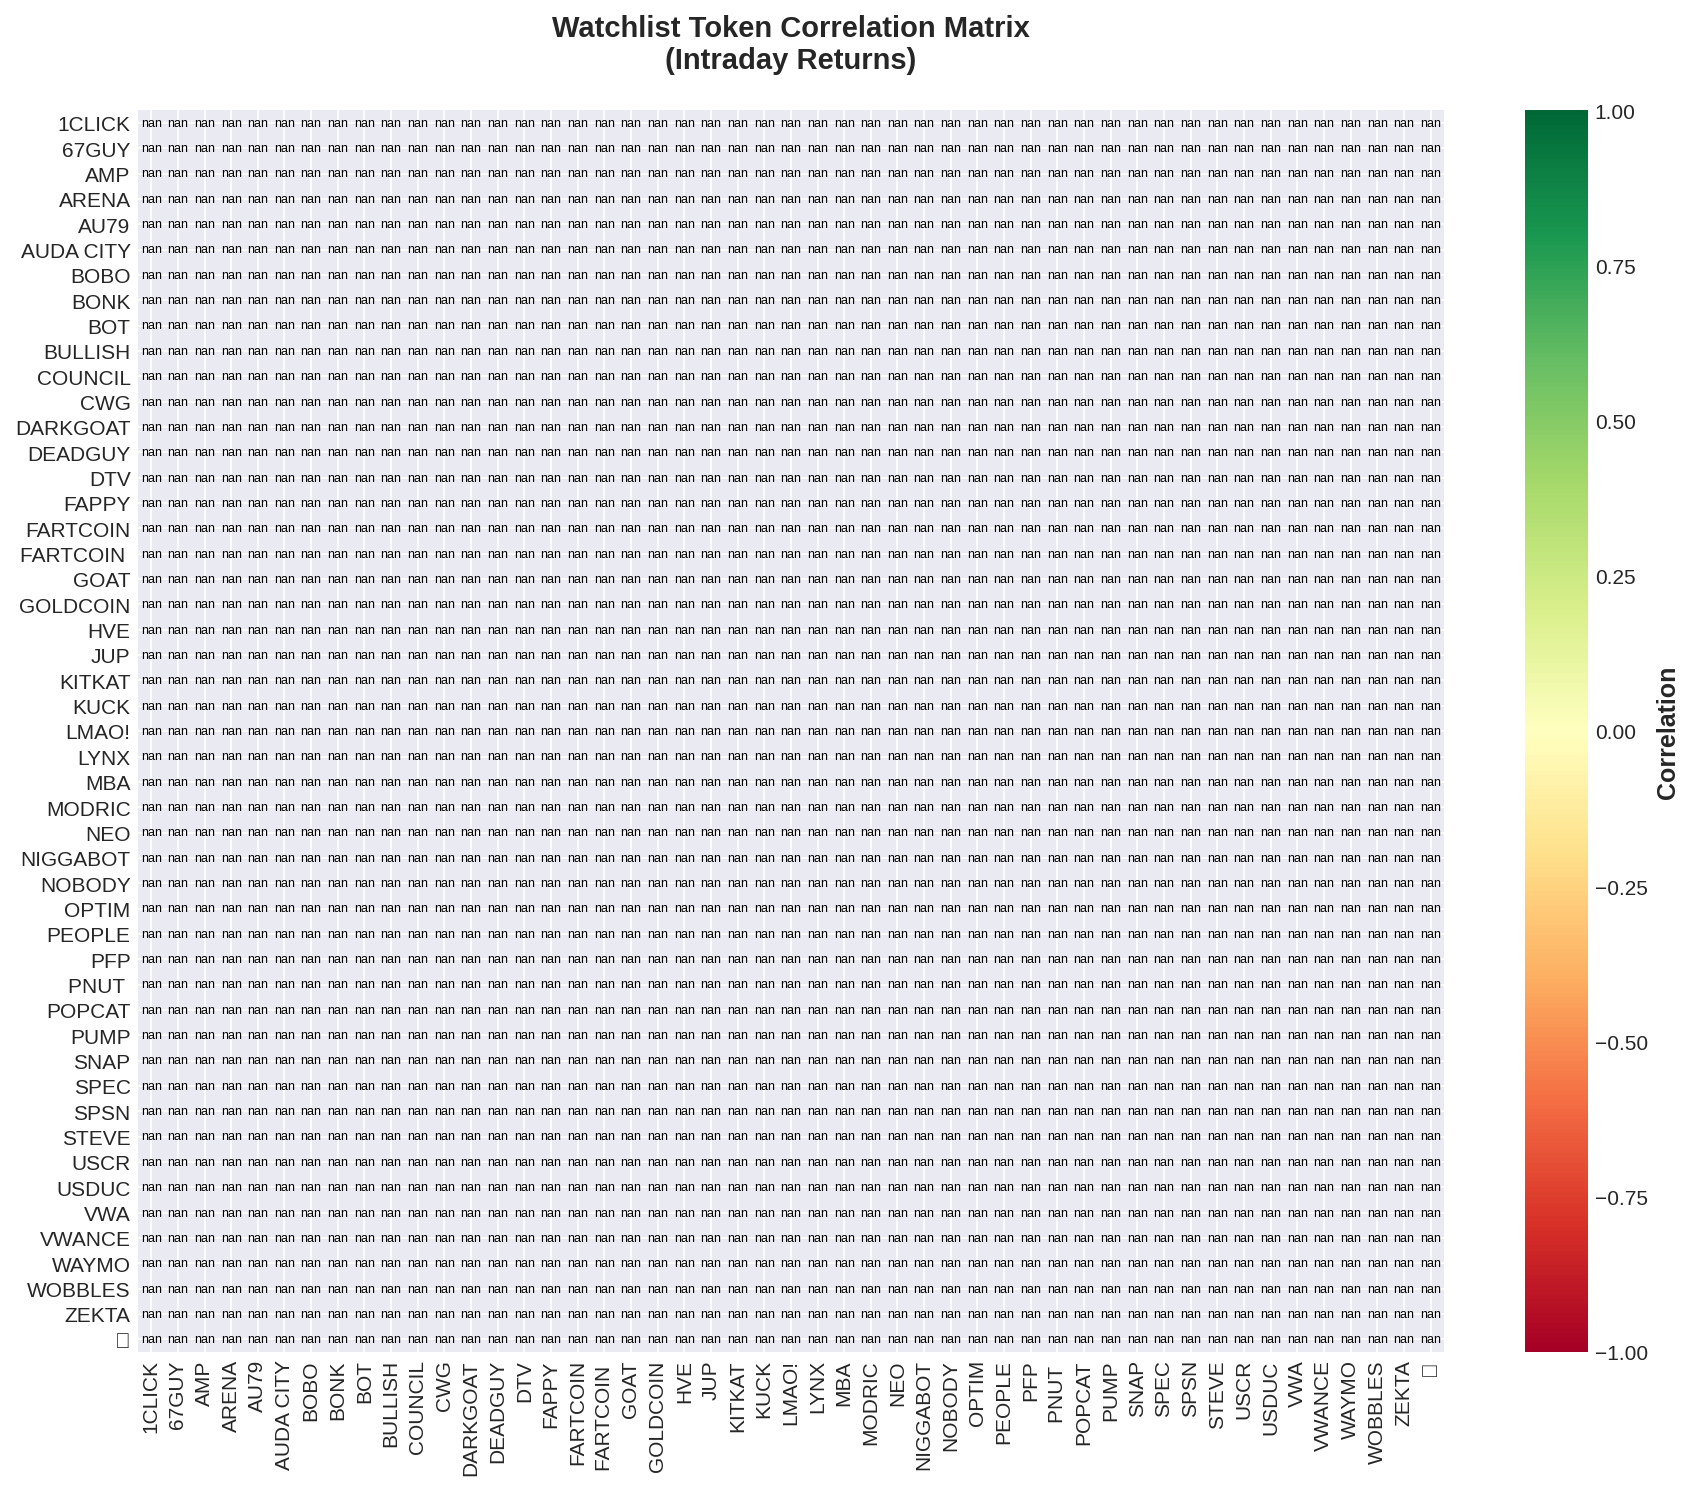 Watchlist Token Correlation Matrix
(Intraday Returns)
1CLICK nan nan nan nan nan nan nan nan nan nan nan nan nan nan nan nan nan nan nan nan nan nan nan nan nan nan nan nan nan nan nan nan nan nan nan nan nan nan nan nan nan nan nan nan nan nan nan nan nan
67GUY nan nan nan nan nan nan nan nan nan nan nan nan nan nan nan nan nan nan nan nan nan nan nan nan nan nan nan nan nan nan nan nan nan nan nan nan nan nan nan nan nan nan nan nan nan nan nan nan nan
AMP nan nan nan nan nan nan nan nan nan nan nan nan nan nan nan nan nan nan nan nan nan nan nan nan nan nan nan nan nan nan nan nan nan nan nan nan nan nan nan nan nan nan nan nan nan nan nan nan nan
ARENA nan nan nan nan nan nan nan nan nan nan nan nan nan nan nan nan nan nan nan nan nan nan nan nan nan nan nan nan nan nan nan nan nan nan nan nan nan nan nan nan nan nan nan nan nan nan nan nan nan
AU79 nan nan nan nan nan nan nan nan nan nan nan nan nan nan nan nan nan nan nan nan nan nan nan nan nan nan nan nan nan nan nan nan nan nan nan nan nan nan nan nan nan nan nan nan nan nan nan nan nan
AUDA CITY nan nan nan nan nan nan nan nan nan nan nan nan nan nan nan nan nan nan nan nan nan nan nan nan nan nan nan nan nan nan nan nan nan nan nan nan nan nan nan nan nan nan nan nan nan nan nan nan nan
BOBO nan nan nan nan nan nan nan nan nan nan nan nan nan nan nan nan nan nan nan nan nan nan nan nan nan nan nan nan nan nan nan nan nan nan nan nan nan nan nan nan nan nan nan nan nan nan nan nan nan
BONK nan nan nan nan nan nan nan nan nan nan nan nan nan nan nan nan nan nan nan nan nan nan nan nan nan nan nan nan nan nan nan nan nan nan nan nan nan nan nan nan nan nan nan nan nan nan nan nan nan
BOT nan nan nan nan nan nan nan nan nan nan nan nan nan nan nan nan nan nan nan nan nan nan nan nan nan nan nan nan nan nan nan nan nan nan nan nan nan nan nan nan nan nan nan nan nan nan nan nan nan
BULLISH nan nan nan nan nan nan nan nan nan nan nan nan nan nan nan nan nan nan nan nan nan nan nan nan nan nan nan nan nan nan nan nan nan nan nan nan nan nan nan nan nan nan nan nan nan nan nan nan nan
COUNCIL nan nan nan nan nan nan nan nan nan nan nan nan nan nan nan nan nan nan nan nan nan nan nan nan nan nan nan nan nan nan nan nan nan nan nan nan nan nan nan nan nan nan nan nan nan nan nan nan nan
CWG nan nan nan nan nan nan nan nan nan nan nan nan nan nan nan nan nan nan nan nan nan nan nan nan nan nan nan nan nan nan nan nan nan nan nan nan nan nan nan nan nan nan nan nan nan nan nan nan nan
DARKGOAT nan nan nan nan nan nan nan nan nan nan nan nan nan nan nan nan nan nan nan nan nan nan nan nan nan nan nan nan nan nan nan nan nan nan nan nan nan nan nan nan nan nan nan nan nan nan nan nan nan
DEADGUY nan nan nan nan nan nan nan nan nan nan nan nan nan nan nan nan nan nan nan nan nan nan nan nan nan nan nan nan nan nan nan nan nan nan nan nan nan nan nan nan nan nan nan nan nan nan nan nan nan
DTV nan nan nan nan nan nan nan nan nan nan nan nan nan nan nan nan nan nan nan nan nan nan nan nan nan nan nan nan nan nan nan nan nan nan nan nan nan nan nan nan nan nan nan nan nan nan nan nan nan
FAPPY nan nan nan nan nan nan nan nan nan nan nan nan nan nan nan nan nan nan nan nan nan nan nan nan nan nan nan nan nan nan nan nan nan nan nan nan nan nan nan nan nan nan nan nan nan nan nan nan nan
FARTCOIN nan nan nan nan nan nan nan nan nan nan nan nan nan nan nan nan nan nan nan nan nan nan nan nan nan nan nan nan nan nan nan nan nan nan nan nan nan nan nan nan nan nan nan nan nan nan nan nan nan
FARTCOIN nan nan nan nan nan nan nan nan nan nan nan nan nan nan nan nan nan nan nan nan nan nan nan nan nan nan nan nan nan nan nan nan nan nan nan nan nan nan nan nan nan nan nan nan nan nan nan nan nan
GOAT nan nan nan nan nan nan nan nan nan nan nan nan nan nan nan nan nan nan nan nan nan nan nan nan nan nan nan nan nan nan nan nan nan nan nan nan nan nan nan nan nan nan nan nan nan nan nan nan nan
GOLDCOIN nan nan nan nan nan nan nan nan nan nan nan nan nan nan nan nan nan nan nan nan nan nan nan nan nan nan nan nan nan nan nan nan nan nan nan nan nan nan nan nan nan nan nan nan nan nan nan nan nan
HVE nan nan nan nan nan nan nan nan nan nan nan nan nan nan nan nan nan nan nan nan nan nan nan nan nan nan nan nan nan nan nan nan nan nan nan nan nan nan nan nan nan nan nan nan nan nan nan nan nan
JUP nan nan nan nan nan nan nan nan nan nan nan nan nan nan nan nan nan nan nan nan nan nan nan nan nan nan nan nan nan nan nan nan nan nan nan nan nan nan nan nan nan nan nan nan nan nan nan nan nan
KITKAT nan nan nan nan nan nan nan nan nan nan nan nan nan nan nan nan nan nan nan nan nan nan nan nan nan nan nan nan nan nan nan nan nan nan nan nan nan nan nan nan nan nan nan nan nan nan nan nan nan
KUCK nan nan nan nan nan nan nan nan nan nan nan nan nan nan nan nan nan nan nan nan nan nan nan nan nan nan nan nan nan nan nan nan nan nan nan nan nan nan nan nan nan nan nan nan nan nan nan nan nan
LMAO! nan nan nan nan nan nan nan nan nan nan nan nan nan nan nan nan nan nan nan nan nan nan nan nan nan nan nan nan nan nan nan nan nan nan nan nan nan nan nan nan nan nan nan nan nan nan nan nan nan
LYNX nan nan nan nan nan nan nan nan nan nan nan nan nan nan nan nan nan nan nan nan nan nan nan nan nan nan nan nan nan nan nan nan nan nan nan nan nan nan nan nan nan nan nan nan nan nan nan nan nan
MBA nan nan nan nan nan nan nan nan nan nan nan nan nan nan nan nan nan nan nan nan nan nan nan nan nan nan nan nan nan nan nan nan nan nan nan nan nan nan nan nan nan nan nan nan nan nan nan nan nan
MODRIC nan nan nan nan nan nan nan nan nan nan nan nan nan nan nan nan nan nan nan nan nan nan nan nan nan nan nan nan nan nan nan nan nan nan nan nan nan nan nan nan nan nan nan nan nan nan nan nan nan
NEO nan nan nan nan nan nan nan nan nan nan nan nan nan nan nan nan nan nan nan nan nan nan nan nan nan nan nan nan nan nan nan nan nan nan nan nan nan nan nan nan nan nan nan nan nan nan nan nan nan
NIGGABOT nan nan nan nan nan nan nan nan nan nan nan nan nan nan nan nan nan nan nan nan nan nan nan nan nan nan nan nan nan nan nan nan nan nan nan nan nan nan nan nan nan nan nan nan nan nan nan nan nan
NOBODY nan nan nan nan nan nan nan nan nan nan nan nan nan nan nan nan nan nan nan nan nan nan nan nan nan nan nan nan nan nan nan nan nan nan nan nan nan nan nan nan nan nan nan nan nan nan nan nan nan
OPTIM nan nan nan nan nan nan nan nan nan nan nan nan nan nan nan nan nan nan nan nan nan nan nan nan nan nan nan nan nan nan nan nan nan nan nan nan nan nan nan nan nan nan nan nan nan nan nan nan nan
PEOPLE nan nan nan nan nan nan nan nan nan nan nan nan nan nan nan nan nan nan nan nan nan nan nan nan nan nan nan nan nan nan nan nan nan nan nan nan nan nan nan nan nan nan nan nan nan nan nan nan nan
PFP nan nan nan nan nan nan nan nan nan nan nan nan nan nan nan nan nan nan nan nan nan nan nan nan nan nan nan nan nan nan nan nan nan nan nan nan nan nan nan nan nan nan nan nan nan nan nan nan nan
PNUT nan nan nan nan nan nan nan nan nan nan nan nan nan nan nan nan nan nan nan nan nan nan nan nan nan nan nan nan nan nan nan nan nan nan nan nan nan nan nan nan nan nan nan nan nan nan nan nan nan
POPCAT nan nan nan nan nan nan nan nan nan nan nan nan nan nan nan nan nan nan nan nan nan nan nan nan nan nan nan nan nan nan nan nan nan nan nan nan nan nan nan nan nan nan nan nan nan nan nan nan nan
PUMP nan nan nan nan nan nan nan nan nan nan nan nan nan nan nan nan nan nan nan nan nan nan nan nan nan nan nan nan nan nan nan nan nan nan nan nan nan nan nan nan nan nan nan nan nan nan nan nan nan
SNAP nan nan nan nan nan nan nan nan nan nan nan nan nan nan nan nan nan nan nan nan nan nan nan nan nan nan nan nan nan nan nan nan nan nan nan nan nan nan nan nan nan nan nan nan nan nan nan nan nan
SPEC nan nan nan nan nan nan nan nan nan nan nan nan nan nan nan nan nan nan nan nan nan nan nan nan nan nan nan nan nan nan nan nan nan nan nan nan nan nan nan nan nan nan nan nan nan nan nan nan nan
SPSN nan nan nan nan nan nan nan nan nan nan nan nan nan nan nan nan nan nan nan nan nan nan nan nan nan nan nan nan nan nan nan nan nan nan nan nan nan nan nan nan nan nan nan nan nan nan nan nan nan
STEVE nan nan nan nan nan nan nan nan nan nan nan nan nan nan nan nan nan nan nan nan nan nan nan nan nan nan nan nan nan nan nan nan nan nan nan nan nan nan nan nan nan nan nan nan nan nan nan nan nan
USCR nan nan nan nan nan nan nan nan nan nan nan nan nan nan nan nan nan nan nan nan nan nan nan nan nan nan nan nan nan nan nan nan nan nan nan nan nan nan nan nan nan nan nan nan nan nan nan nan nan
USDUC nan nan nan nan nan nan nan nan nan nan nan nan nan nan nan nan nan nan nan nan nan nan nan nan nan nan nan nan nan nan nan nan nan nan nan nan nan nan nan nan nan nan nan nan nan nan nan nan nan
VWA nan nan nan nan nan nan nan nan nan nan nan nan nan nan nan nan nan nan nan nan nan nan nan nan nan nan nan nan nan nan nan nan nan nan nan nan nan nan nan nan nan nan nan nan nan nan nan nan nan
VWANCE nan nan nan nan nan nan nan nan nan nan nan nan nan nan nan nan nan nan nan nan nan nan nan nan nan nan nan nan nan nan nan nan nan nan nan nan nan nan nan nan nan nan nan nan nan nan nan nan nan
WAYMO nan nan nan nan nan nan nan nan nan nan nan nan nan nan nan nan nan nan nan nan nan nan nan nan nan nan nan nan nan nan nan nan nan nan nan nan nan nan nan nan nan nan nan nan nan nan nan nan nan
WOBBLES nan nan nan nan nan nan nan nan nan nan nan nan nan nan nan nan nan nan nan nan nan nan nan nan nan nan nan nan nan nan nan nan nan nan nan nan nan nan nan nan nan nan nan nan nan nan nan nan nan
ZEKTA nan nan nan nan nan nan nan nan nan nan nan nan nan nan nan nan nan nan nan nan nan nan nan nan nan nan nan nan nan nan nan nan nan nan nan nan nan nan nan nan nan nan nan nan nan nan nan nan nan
nan nan nan nan nan nan nan nan nan nan nan nan nan nan nan nan nan nan nan nan nan nan nan nan nan nan nan nan nan nan nan nan nan nan nan nan nan nan nan nan nan nan nan nan nan nan nan nan nan
1CLICK
67GUY
AMP
ARENA
AU79
AUDA CITY
BOBO
BONK
BOT
BULLISH
COUNCIL
CWG
DARKGOAT
DEADGUY
DTV
FAPPY
FARTCOIN
FARTCOIN
GOAT
GOLDCOIN
HVE
JUP
KITKAT
KUCK
LMAO!
LYNX
MBA
MODRIC
NEO
NIGGABOT
NOBODY
OPTIM
PEOPLE
PFP
PNUT
POPCAT
PUMP
SNAP
SPEC
SPSN
STEVE
USCR
USDUC
VWA
VWANCE
WAYMO
WOBBLES
ZEKTA
1.00
0.75
0.50
0.25
0.00
−0.25
−0.50
−0.75
−1.00
Correlation